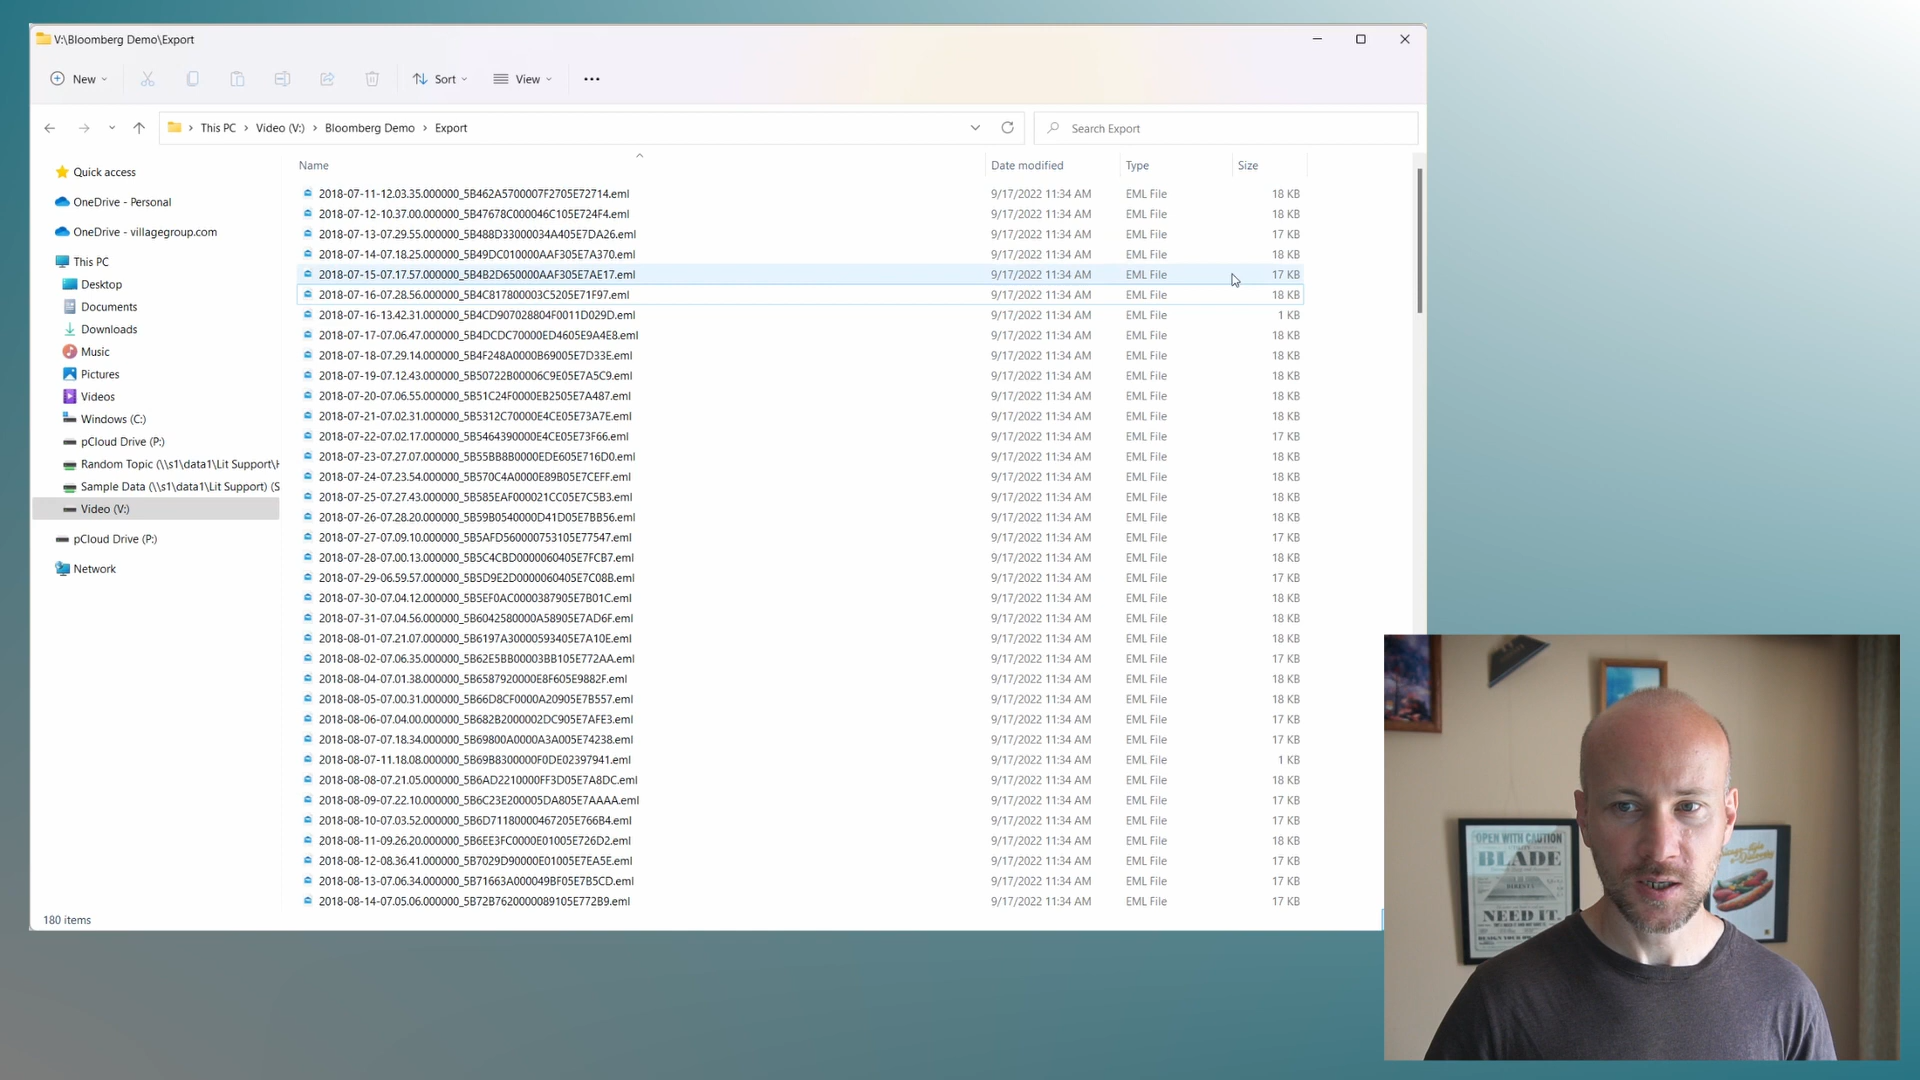 V:\Bloomberg Demo\Export
New
Sort
View
This PC > Video (V:) > Bloomberg Demo > Export
Search Export
Name Date modified Type Size
Quick access
OneDrive - Personal
OneDrive - villagegroup.com
This PC
Desktop
Documents
Downloads
Music
Pictures
Videos
Windows (C:)
pCloud Drive (P:)
Random Topic (\\s1\data1\Lit Support\
Sample Data (\\s1\data1\Lit Support) (S
Video (V:)
pCloud Drive (P:)
Network
2018-07-11-12.03.35.000000_5B462A5700007F2705E72714.eml 9/17/2022 11:34 AM EML File 18 KB
2018-07-12-10.37.00.000000_5B47678C000046C105E724F4.eml 9/17/2022 11:34 AM EML File 18 KB
2018-07-13-07.29.55.000000_5B488D33000034A405E7DA26.eml 9/17/2022 11:34 AM EML File 17 KB
2018-07-14-07.18.25.000000_5B49DC010000AAF305E7A370.eml 9/17/2022 11:34 AM EML File 18 KB
2018-07-15-07.17.57.000000_5B4B2D650000AAF305E7AE17.eml 9/17/2022 11:34 AM EML File 17 KB
2018-07-16-07.28.56.000000_5B4C817800003C5205E71F97.eml 9/17/2022 11:34 AM EML File 18 KB
2018-07-16-13.42.31.000000_5B4CD907028804F0011D029D.eml 9/17/2022 11:34 AM EML File 1 KB
2018-07-17-07.06.47.000000_5B4DCDC70000ED4605E9A4E8.eml 9/17/2022 11:34 AM EML File 18 KB
2018-07-18-07.29.14.000000_5B4F248A0000B69005E7D33E.eml 9/17/2022 11:34 AM EML File 18 KB
2018-07-19-07.12.43.000000_5B50722B00006C9E05E7A5C9.eml 9/17/2022 11:34 AM EML File 18 KB
2018-07-20-07.06.55.000000_5B51C24F0000EB2505E7A487.eml 9/17/2022 11:34 AM EML File 18 KB
2018-07-21-07.02.31.000000_5B5312C70000E4CE05E73A7E.eml 9/17/2022 11:34 AM EML File 18 KB
2018-07-22-07.02.17.000000_5B5464390000E4CE05E73F66.eml 9/17/2022 11:34 AM EML File 17 KB
2018-07-23-07.27.07.000000_5B55BB8B0000EDE605E716D0.eml 9/17/2022 11:34 AM EML File 18 KB
2018-07-24-07.23.54.000000_5B570C4A0000E89B05E7CEFF.eml 9/17/2022 11:34 AM EML File 18 KB
2018-07-25-07.27.43.000000_5B585EAF000021CC05E7C5B3.eml 9/17/2022 11:34 AM EML File 18 KB
2018-07-26-07.28.20.000000_5B59B0540000D41D05E7BB56.eml 9/17/2022 11:34 AM EML File 18 KB
2018-07-27-07.09.10.000000_5B5AFD560000753105E77547.eml 9/17/2022 11:34 AM EML File 17 KB
2018-07-28-07.00.13.000000_5B5C4CBD0000060405E7FCB7.eml 9/17/2022 11:34 AM EML File 18 KB
2018-07-29-06.59.57.000000_5B5D9E2D0000060405E7C08B.eml 9/17/2022 11:34 AM EML File 17 KB
2018-07-30-07.04.12.000000_5B5EF0AC0000387905E7B01C.eml 9/17/2022 11:34 AM EML File 18 KB
2018-07-31-07.04.56.000000_5B6042580000A58905E7AD6F.eml 9/17/2022 11:34 AM EML File 18 KB
2018-08-01-07.21.07.000000_5B6197A30000593405E7A10E.eml 9/17/2022 11:34 AM EML File 18 KB
2018-08-02-07.06.35.000000_5B62E5BB00003BB105E772AA.eml 9/17/2022 11:34 AM EML File 17 KB
2018-08-04-07.01.38.000000_5B6587920000E8F605E9882F.eml 9/17/2022 11:34 AM EML File 18 KB
2018-08-05-07.00.31.000000_5B66D8CF0000A20905E7B557.eml 9/17/2022 11:34 AM EML File 18 KB
2018-08-06-07.04.00.000000_5B682B2000002DC905E7AFE3.eml 9/17/2022 11:34 AM EML File 17 KB
2018-08-07-07.18.34.000000_5B69800A0000A3A005E74238.eml 9/17/2022 11:34 AM EML File 17 KB
2018-08-07-11.18.08.000000_5B69B8300000F0DE02397941.eml 9/17/2022 11:34 AM EML File 1 KB
2018-08-08-07.21.05.000000_5B6AD2210000FF3D05E7A8DC.eml 9/17/2022 11:34 AM EML File 18 KB
2018-08-09-07.22.10.000000_5B6C23E200005DA805E7AAAA.eml 9/17/2022 11:34 AM EML File 17 KB
2018-08-10-07.03.52.000000_5B6D71180000467205E766B4.eml 9/17/2022 11:34 AM EML File 17 KB
2018-08-11-09.26.20.000000_5B6EE3FC0000E01005E726D2.eml 9/17/2022 11:34 AM EML File 18 KB
2018-08-12-08.36.41.000000_5B7029D90000E01005E7EA5E.eml 9/17/2022 11:34 AM EML File 17 KB
2018-08-13-07.06.34.000000_5B71663A000049BF05E7B5CD.eml 9/17/2022 11:34 AM EML File 17 KB
2018-08-14-07.05.06.000000_5B72B7620000089105E772B9.eml 9/17/2022 11:34 AM EML File 17 KB
180 items
OPEN WITH CAUTION
BLADE
NEED IT.